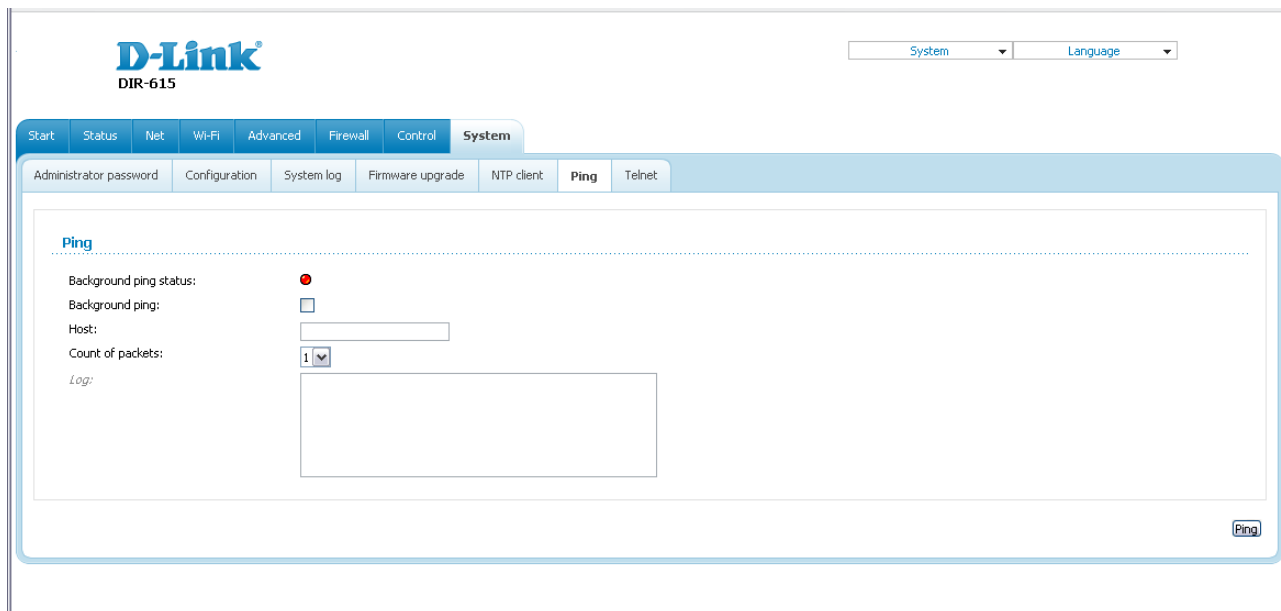 D-Link®
DIR-615
System Language
Start Status Net Wi-Fi Advanced Firewall Control System
Administrator password Configuration System log Firmware upgrade NTP client Ping Telnet
Ping
Background ping status:
Background ping:
Host:
Count of packets: 1
Log:
Ping